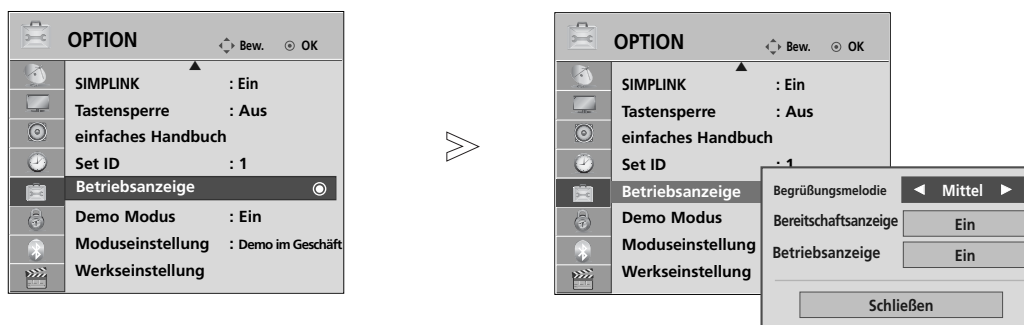 OPTION Bew. OK
SIMPLINK : Ein
Tastensperre : Aus
einfaches Handbuch
Set ID : 1
Betriebsanzeige
Demo Modus : Ein
Moduseinstellung : Demo im Geschäft
Werkseinstellung
OPTION Bew. OK
SIMPLINK : Ein
Tastensperre : Aus
einfaches Handbuch
Set ID : 1
Betriebsanzeige
Demo Modus
Moduseinstellung
Werkseinstellung
Begrüßungsmelodie ◄ Mittel ►
Bereitschaftsanzeige Ein
Betriebsanzeige Ein
Schließen